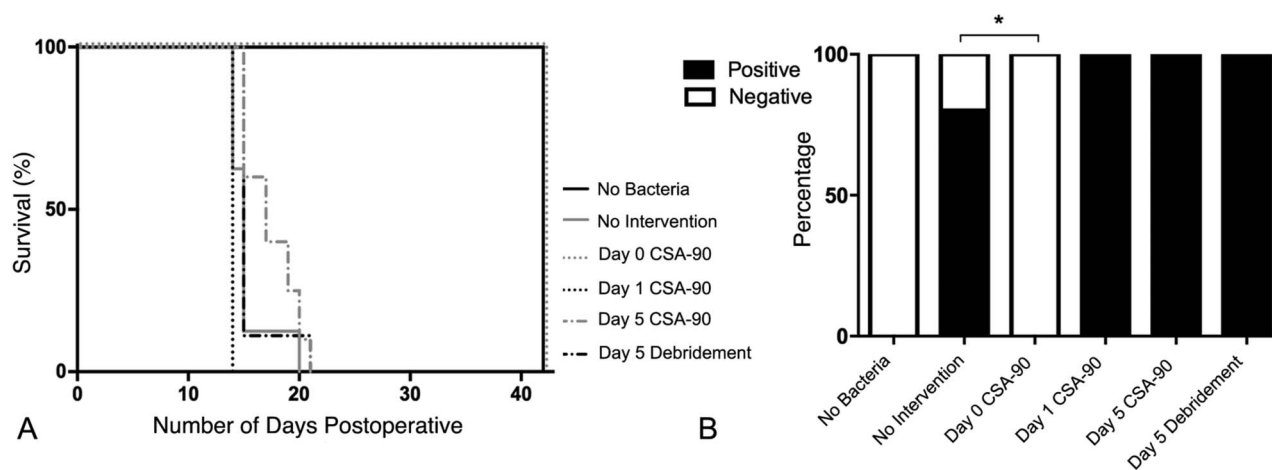 100
50
0
Survival (%)
0
10
20
30
40
Number of Days Postoperative
No Bacteria
No Intervention
Day 0 CSA-90
Day 1 CSA-90
Day 5 CSA-90
Day 5 Debridement
A
Positive
Negative
*
100
50
0
Percentage
No Bacteria
No Intervention
Day 0 CSA-90
Day 1 CSA-90
Day 5 CSA-90
Day 5 Debridement
B